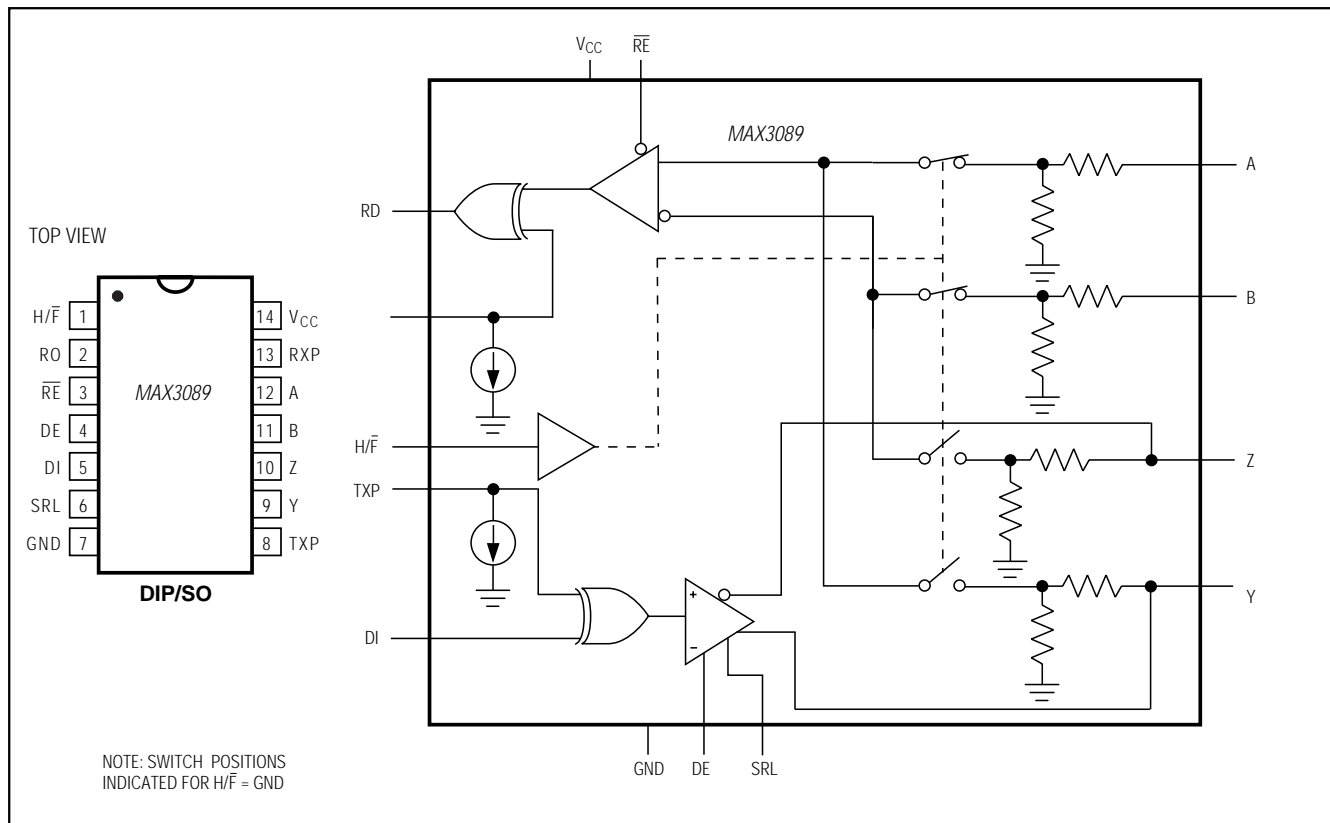 TOP VIEW
H/F̅ 1
RO 2
R̅E̅ 3
DE 4
DI 5
SRL 6
GND 7
MAX3089
14 VCC
13 RXP
12 A
11 B
10 Z
9 Y
8 TXP
DIP/SO
NOTE: SWITCH POSITIONS
INDICATED FOR H/F̅ = GND
VCC
R̅E̅
MAX3089
RD
A
B
H/F̅
TXP
Z
+
Y
DI
–
GND DE SRL